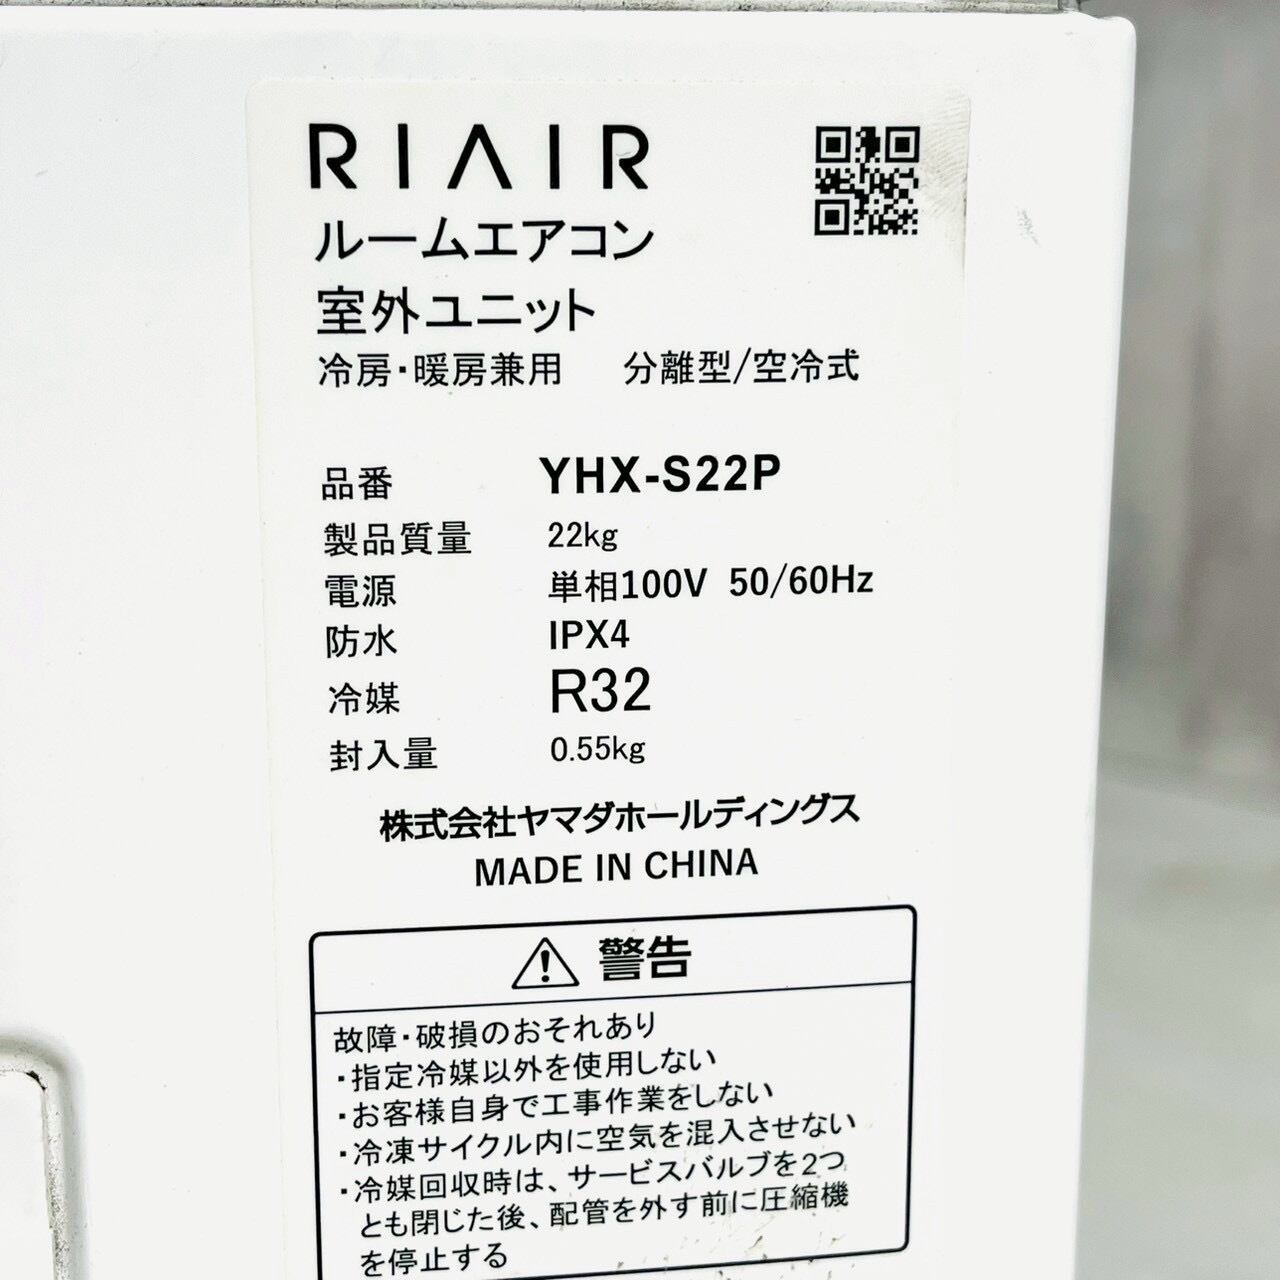 RIAIR
ルームエアコン
室外ユニット
冷房・暖房兼用 分離型/空冷式
品番 YHX-S22P
製品質量 22kg
電源 単相100V 50/60Hz
防水 IPX4
冷媒 R32
封入量 0.55kg
株式会社ヤマダホールディングス
MADE IN CHINA
警告
故障・破損のおそれあり
・指定冷媒以外を使用しない
・お客様自身で工事作業をしない
・冷凍サイクル内に空気を混入させない
・冷媒回収時は、サービスバルブを2つ
とも閉じた後、配管を外す前に圧縮機
を停止する